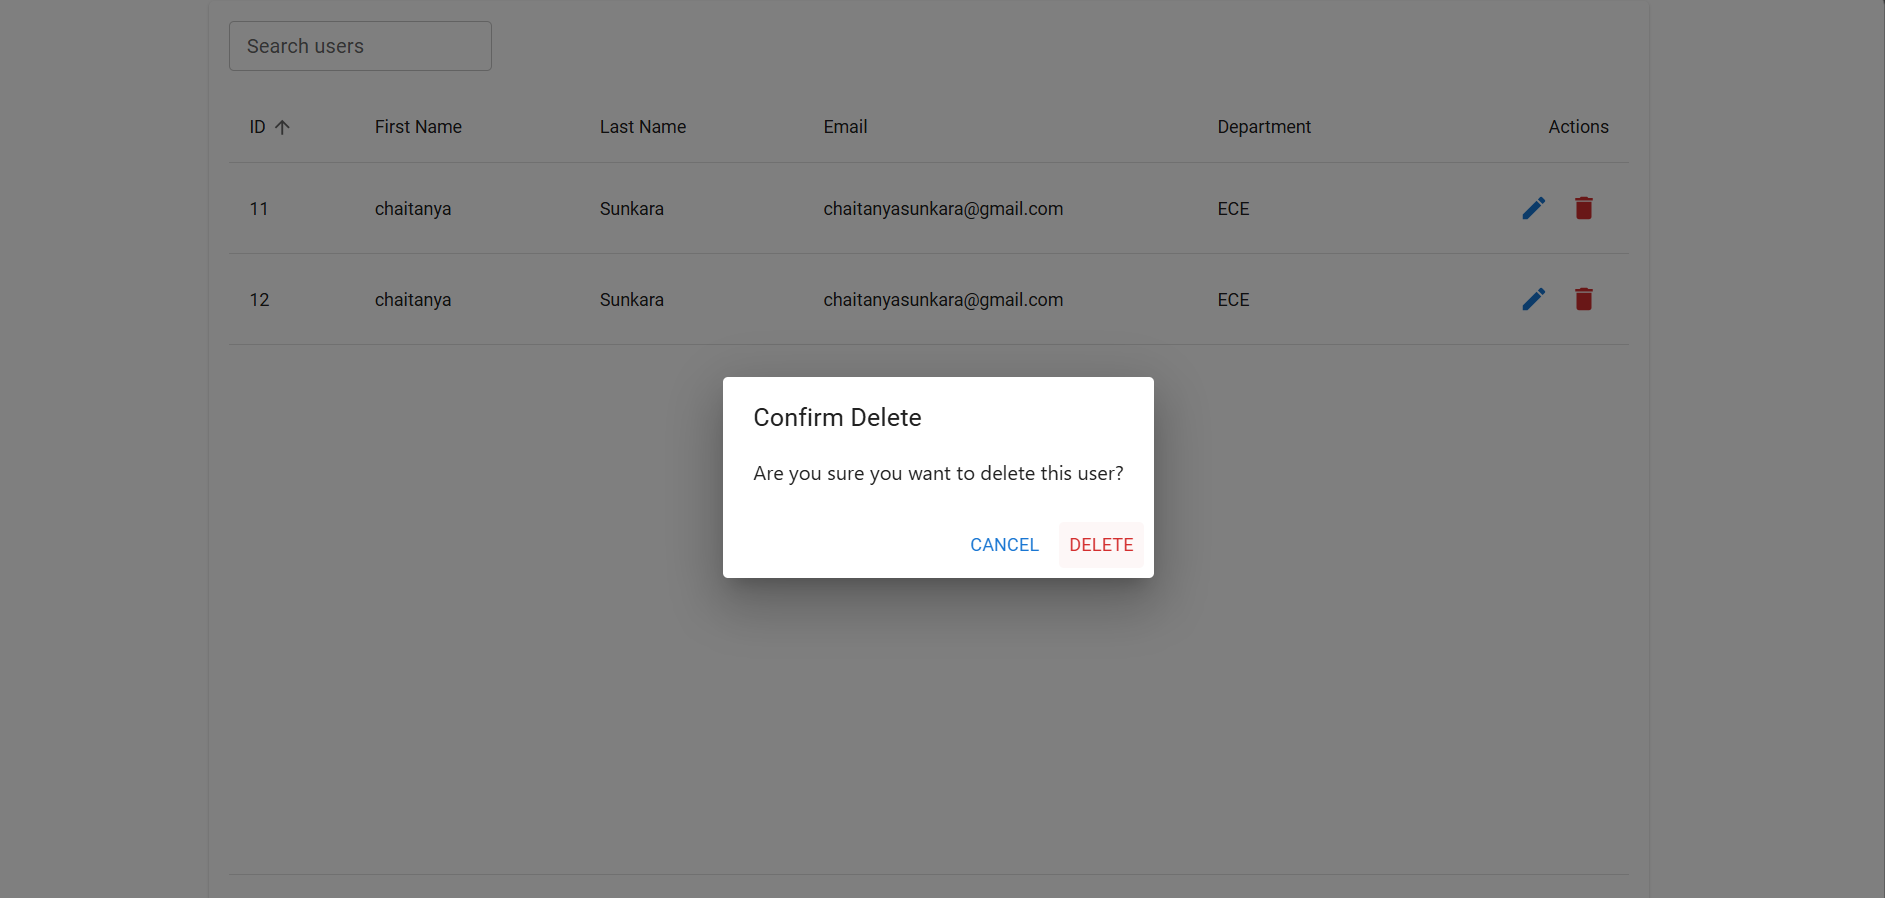 Search users
ID First Name Last Name Email Department Actions
11 chaitanya Sunkara chaitanyasunkara@gmail.com ECE
12 chaitanya Sunkara chaitanyasunkara@gmail.com ECE
Confirm Delete
Are you sure you want to delete this user?
CANCEL DELETE